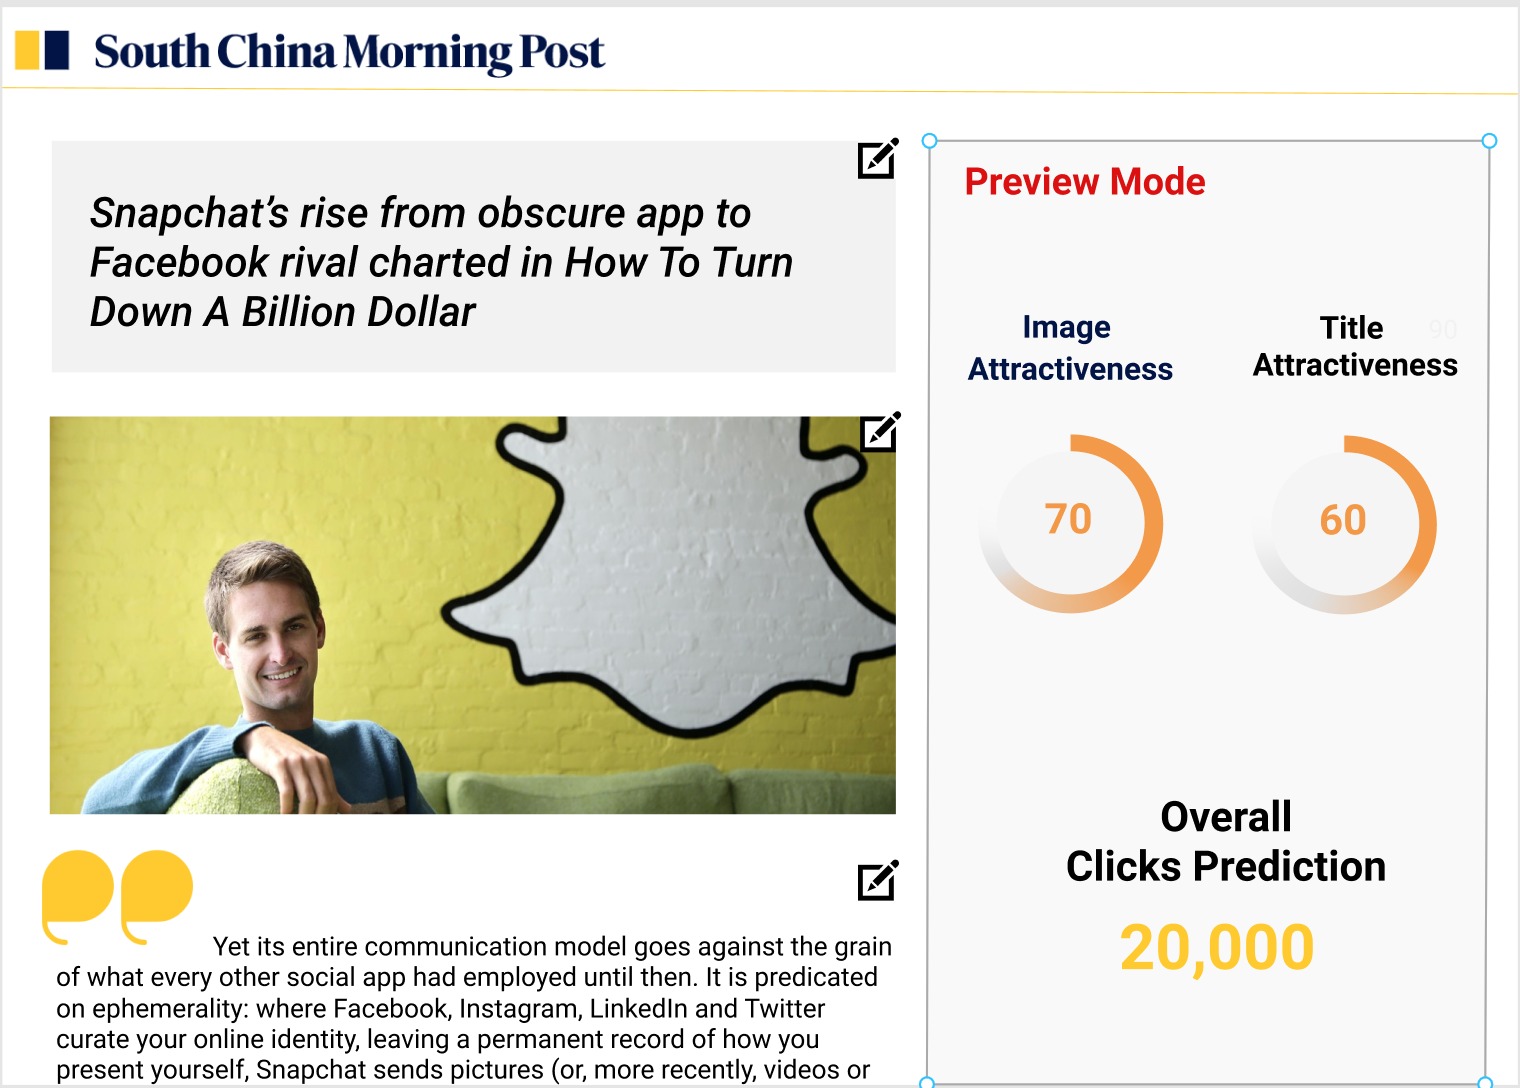 South China Morning Post
Snapchat’s rise from obscure app to
Facebook rival charted in How To Turn
Down A Billion Dollar
Yet its entire communication model goes against the grain
of what every other social app had employed until then. It is predicated
on ephemerality: where Facebook, Instagram, LinkedIn and Twitter
curate your online identity, leaving a permanent record of how you
present yourself, Snapchat sends pictures (or, more recently, videos or
Preview Mode
Image
Attractiveness
70
Title
90
Attractiveness
60
Overall
Clicks Prediction
20,000